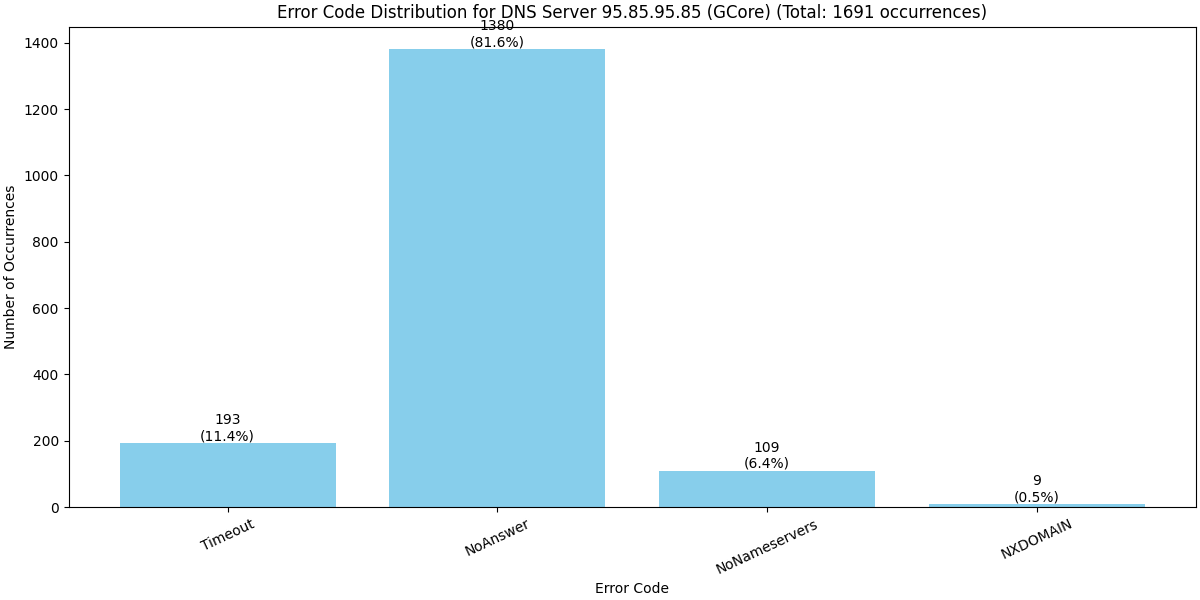 Error Code Distribution for DNS Server 95.85.95.85 (GCore) (Total: 1691 occurrences)
Number of Occurrences
1400
1200
1000
800
600
400
200
0
193
(11.4%)
1380
(81.6%)
109
(6.4%)
9
(0.5%)
Timeout
NoAnswer
NoNameservers
NXDOMAIN
Error Code